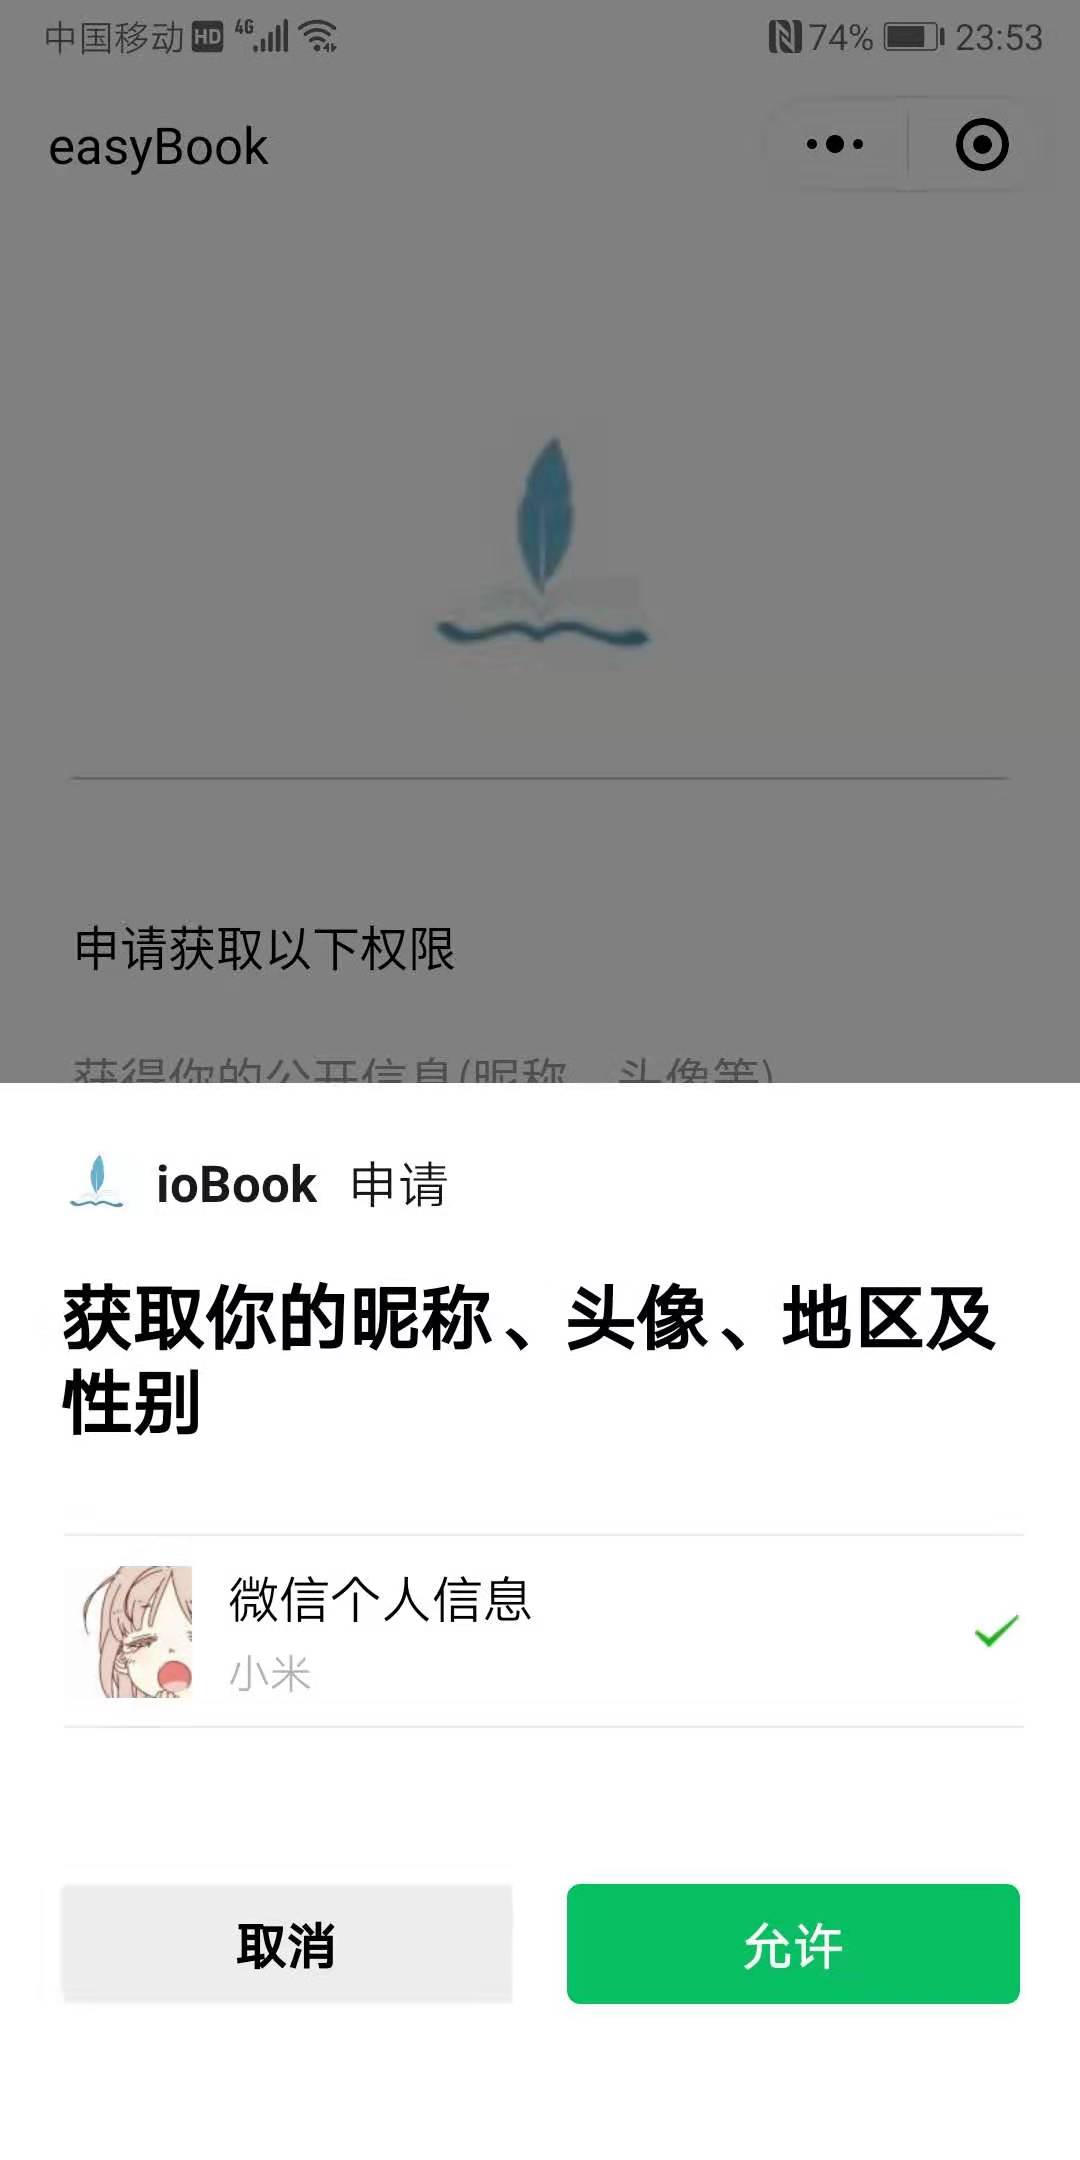 中国移动 HD 4G 74% 23:53
easyBook
申请获取以下权限
获得你的公开信息(昵称、头像等)
ioBook 申请
获取你的昵称、头像、地区及
性别
微信个人信息
小米
取消 允许